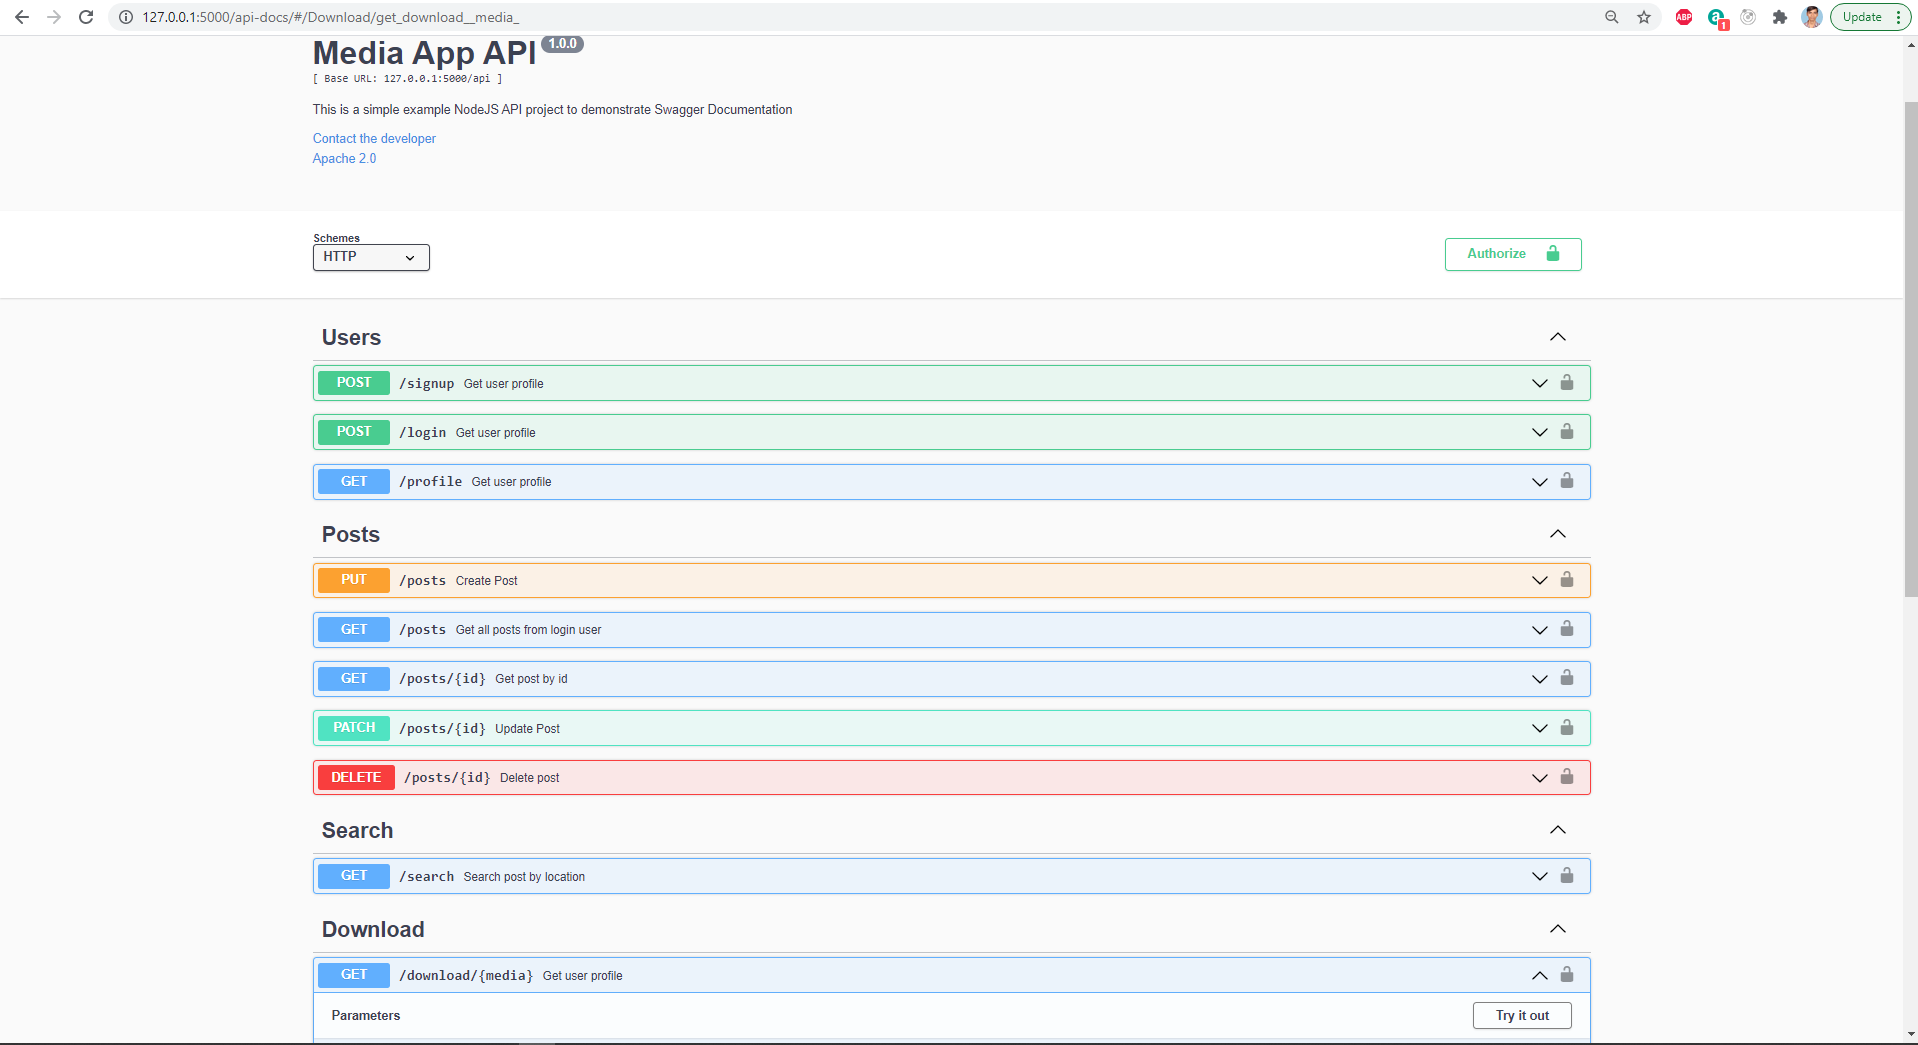 127.0.0.1:5000/api-docs/#/Download/get_download__media_
ABP
a
1
Update
Media App API 1.0.0
[ Base URL: 127.0.0.1:5000/api ]
This is a simple example NodeJS API project to demonstrate Swagger Documentation
Contact the developer
Apache 2.0
Schemes
HTTP
Authorize
Users
POST /signup Get user profile
POST /login Get user profile
GET /profile Get user profile
Posts
PUT /posts Create Post
GET /posts Get all posts from login user
GET /posts/{id} Get post by id
PATCH /posts/{id} Update Post
DELETE /posts/{id} Delete post
Search
GET /search Search post by location
Download
GET /download/{media} Get user profile
Parameters
Try it out